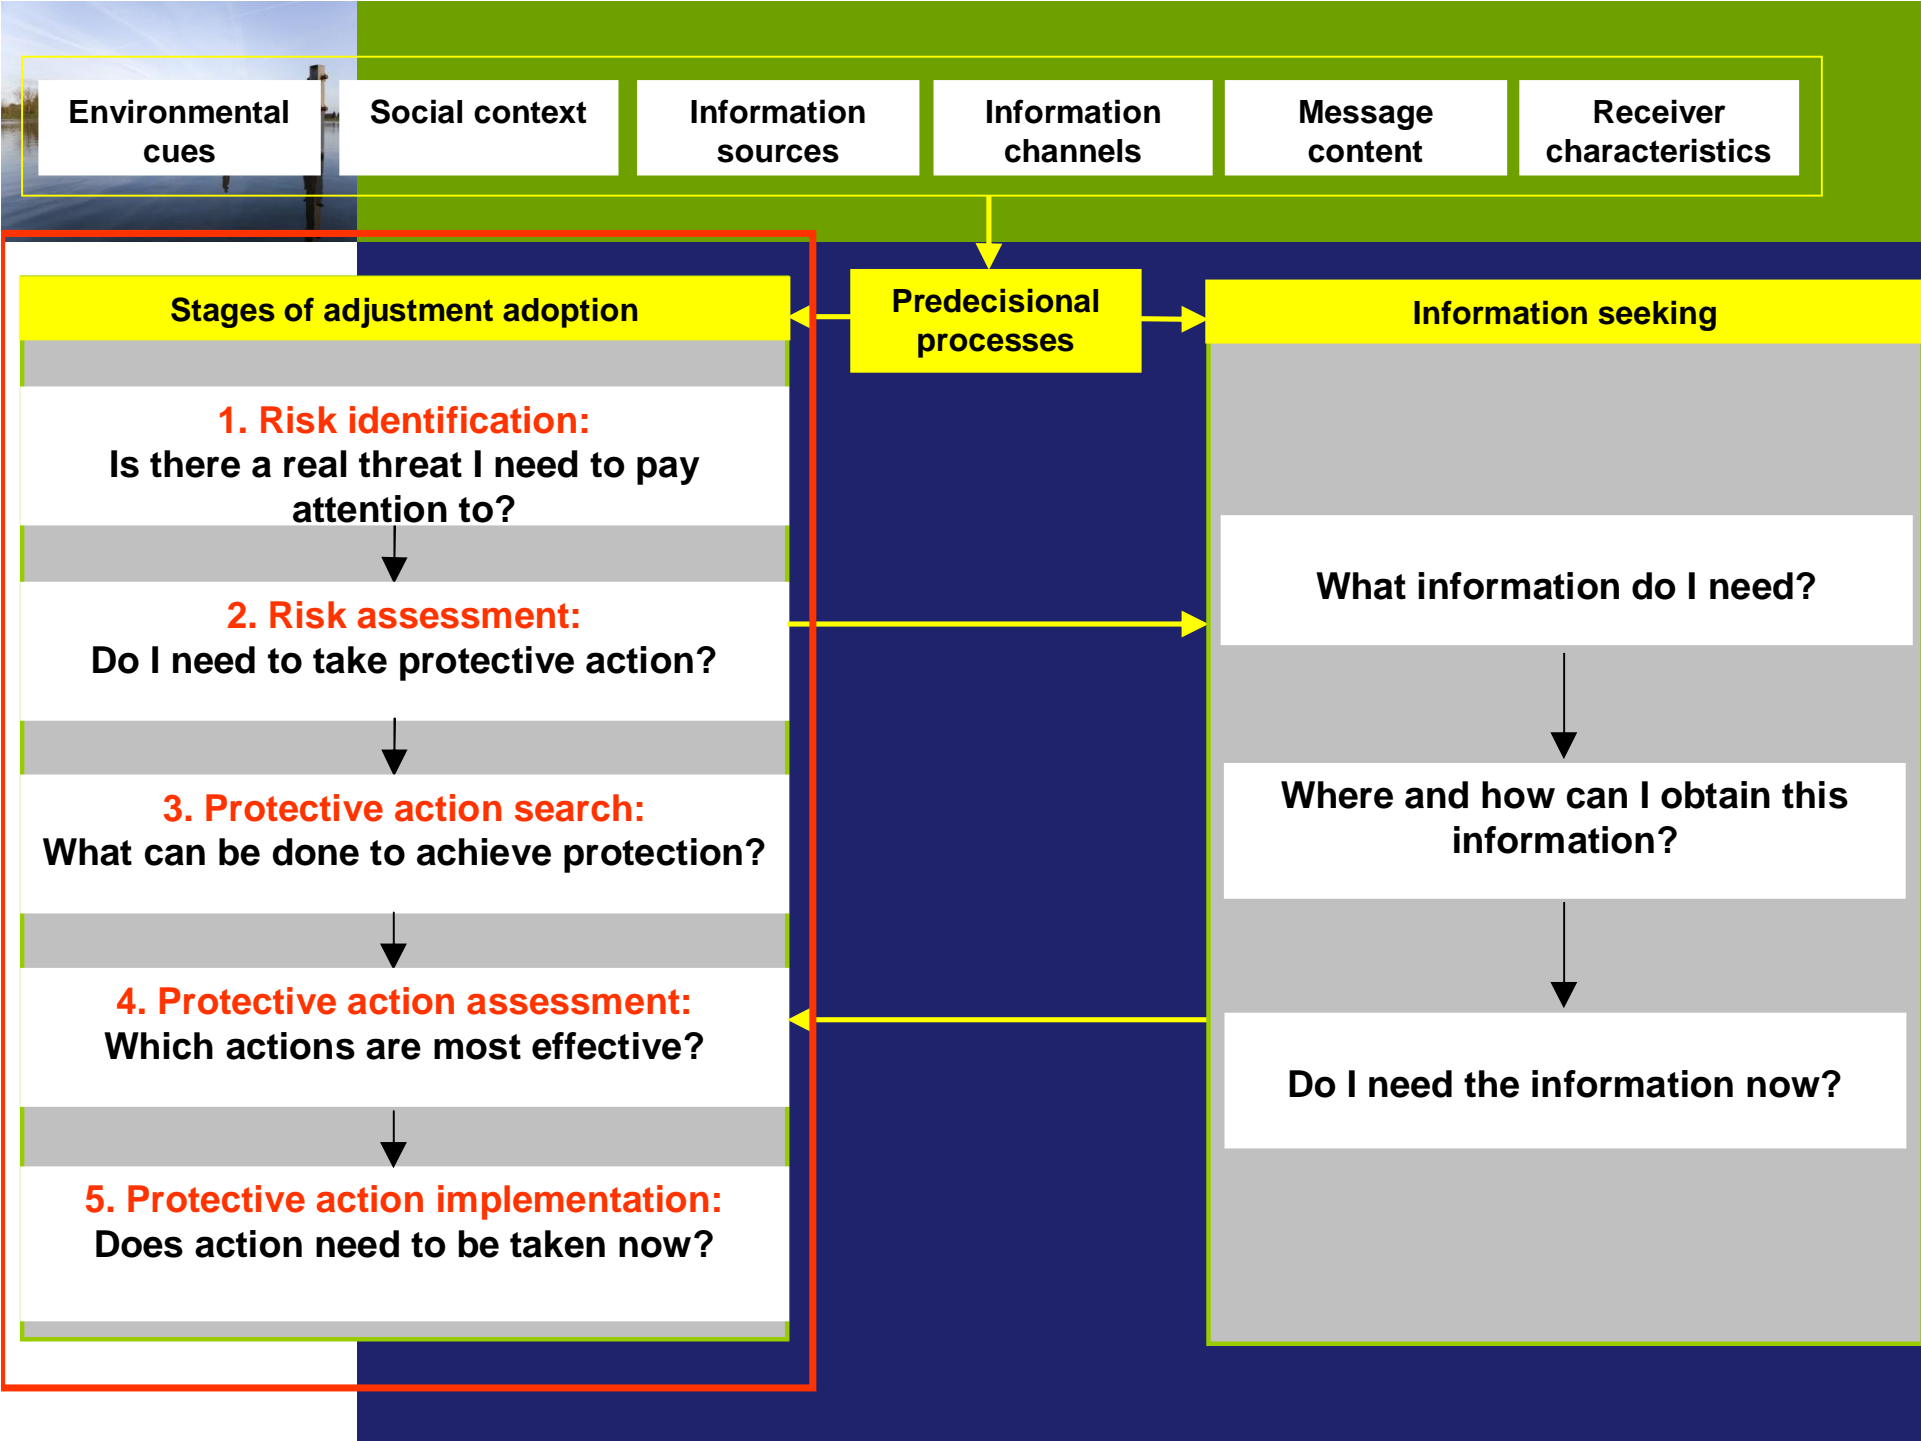 Environmental
cues
Social context
Information
sources
Information
channels
Message
content
Receiver
characteristics
Predecisional
processes
Stages of adjustment adoption
1. Risk identification:
Is there a real threat I need to pay
attention to?
2. Risk assessment:
Do I need to take protective action?
3. Protective action search:
What can be done to achieve protection?
4. Protective action assessment:
Which actions are most effective?
5. Protective action implementation:
Does action need to be taken now?
Information seeking
What information do I need?
Where and how can I obtain this
information?
Do I need the information now?